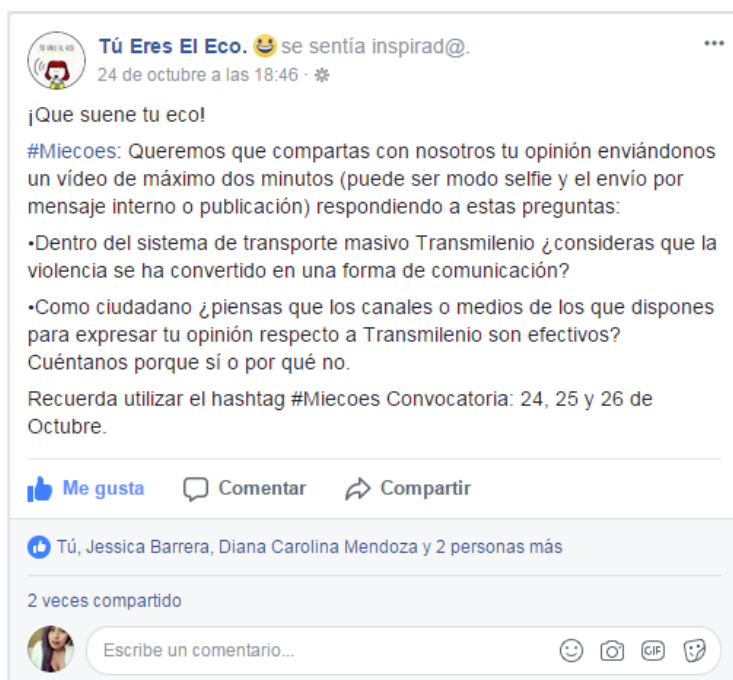 TÚ ERES EL ECO
Tú Eres El Eco. se sentía inspirad@.
24 de octubre a las 18:46 ·
¡Que suene tu eco!
#Miecoes: Queremos que compartas con nosotros tu opinión enviándonos
un vídeo de máximo dos minutos (puede ser modo selfie y el envío por
mensaje interno o publicación) respondiendo a estas preguntas:
•Dentro del sistema de transporte masivo Transmilenio ¿consideras que la
violencia se ha convertido en una forma de comunicación?
•Como ciudadano ¿piensas que los canales o medios de los que dispones
para expresar tu opinión respecto a Transmilenio son efectivos?
Cuéntanos porque sí o por qué no.
Recuerda utilizar el hashtag #Miecoes Convocatoria: 24, 25 y 26 de
Octubre.
Me gusta Comentar Compartir
Tú, Jessica Barrera, Diana Carolina Mendoza y 2 personas más
2 veces compartido
Escribe un comentario... GIF